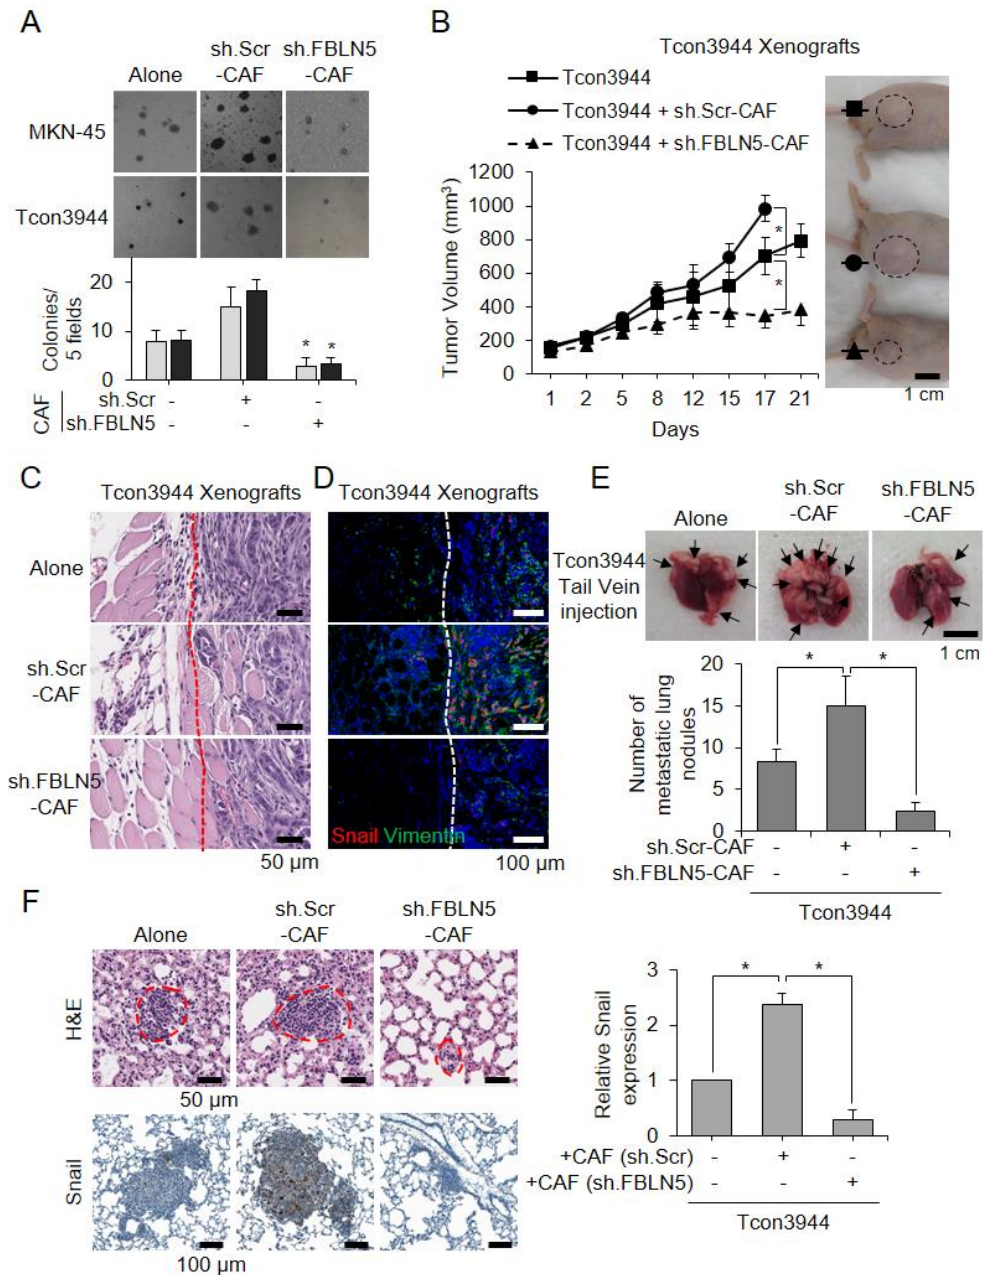 A
Alone
sh.Scr
-CAF
sh.FBLN5
-CAF
MKN-45
Tcon3944
Colonies/
5 fields
20
10
0
CAF
sh.Scr - + 
sh.FBLN5 - - +
* *
B
Tcon3944 Xenografts
Tcon3944
Tcon3944 + sh.Scr-CAF
Tcon3944 + sh.FBLN5-CAF
Tumor Volume (mm³)
1200
1000
800
600
400
200
0
*
*
1 2 5 8 12 15 17 21
Days
1 cm
C
Tcon3944 Xenografts
Alone
sh.Scr
-CAF
sh.FBLN5
-CAF
50 µm
D
Tcon3944 Xenografts
Snail Vimentin
100 µm
E
Alone
sh.Scr
-CAF
sh.FBLN5
-CAF
Tcon3944
Tail Vein
injection
1 cm
Number of
metastatic lung
nodules
20
15
10
5
0
* *
sh.Scr-CAF - + -
sh.FBLN5-CAF - - +
Tcon3944
F
Alone
sh.Scr
-CAF
sh.FBLN5
-CAF
H&E
50 µm
Snail
100 µm
Relative Snail
expression
3
2
1
0
* *
+CAF (sh.Scr) - + -
+CAF (sh.FBLN5) - - +
Tcon3944